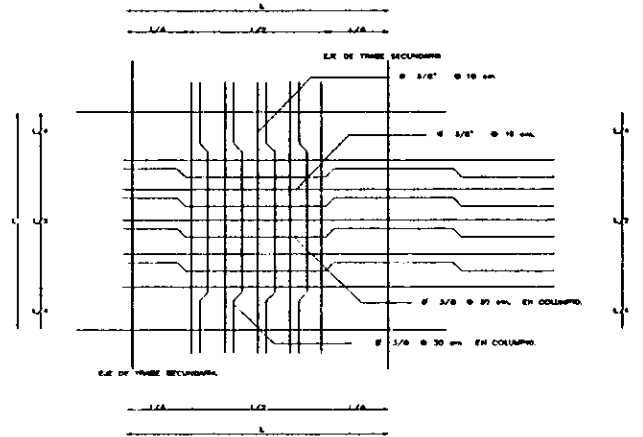 L
L/4 L/2 L/4
EJE DE TRABE SECUNDARIA
Ø 3/8" @ 18 cm.
Ø 3/8" @ 18 cm.
L/4
L/4
L/2
L/2
L/4
L/4
Ø 3/8 @ 30 cm. EN COLUMPIO.
Ø 3/8 @ 30 cm EN COLUMPIO.
EJE DE TRABE SECUNDARIA.
L/4 L/2 L/4
L